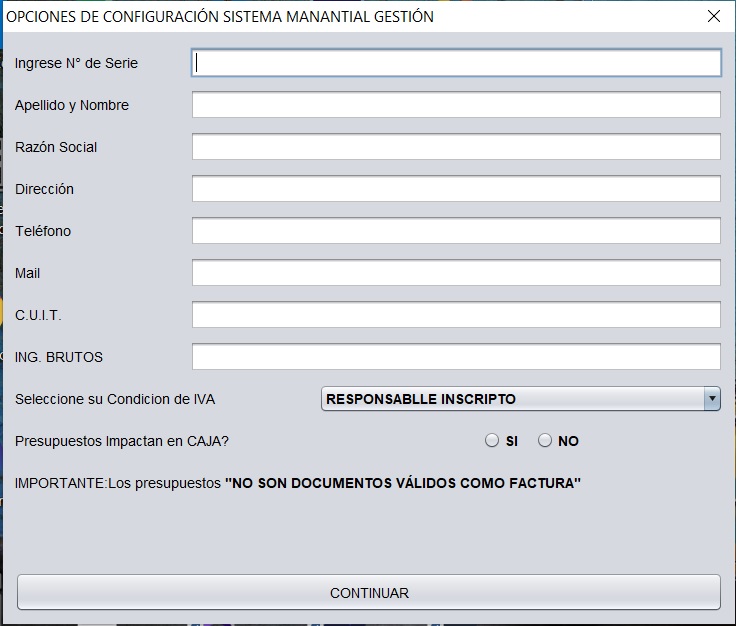 OPCIONES DE CONFIGURACIÓN SISTEMA MANANTIAL GESTIÓN
Ingrese N° de Serie
Apellido y Nombre
Razón Social
Dirección
Teléfono
Mail
C.U.I.T.
ING. BRUTOS
Seleccione su Condicion de IVA RESPONSABLLE INSCRIPTO
Presupuestos Impactan en CAJA? SI NO
IMPORTANTE:Los presupuestos "NO SON DOCUMENTOS VÁLIDOS COMO FACTURA"
CONTINUAR